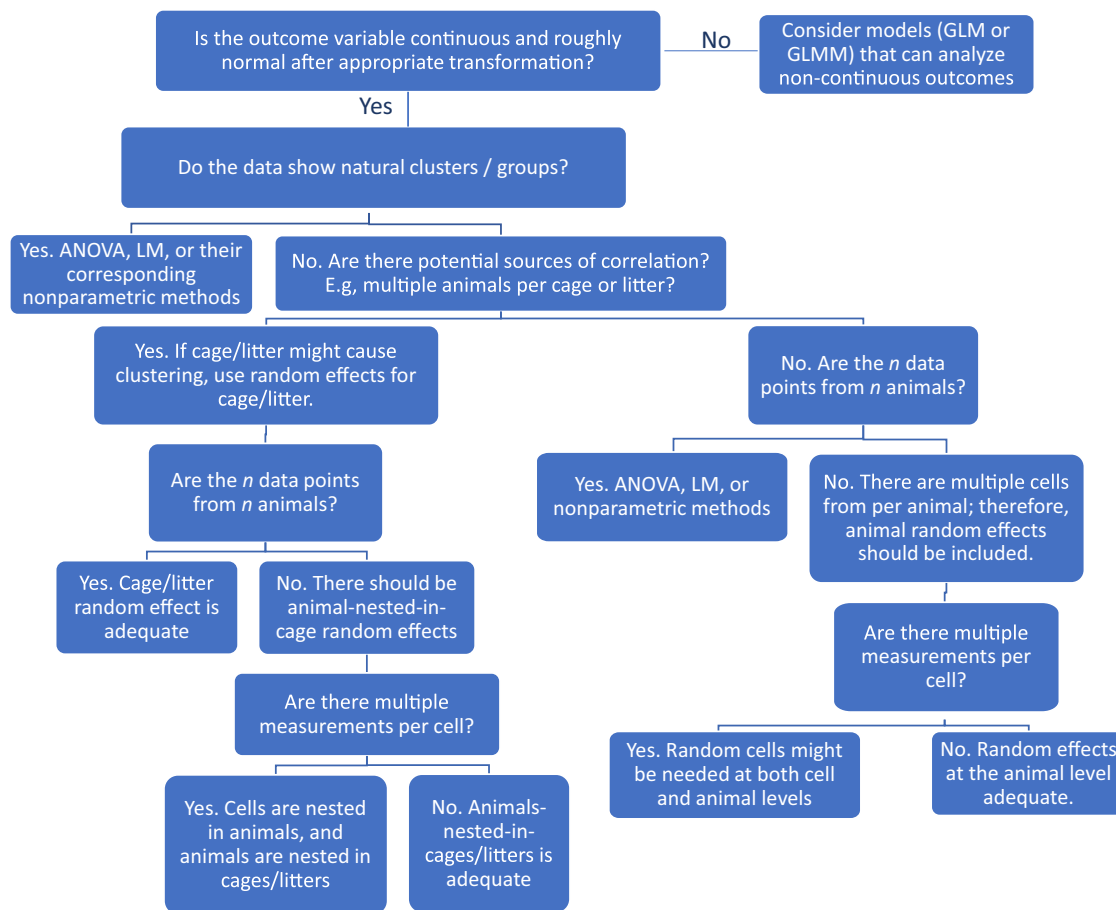 Is the outcome variable continuous and roughly
normal after appropriate transformation?
No
Consider models (GLM or
GLMM) that can analyze
non-continuous outcomes
Yes
Do the data show natural clusters / groups?
Yes. ANOVA, LM, or their
corresponding
nonparametric methods
No. Are there potential sources of correlation?
E.g, multiple animals per cage or litter?
Yes. If cage/litter might cause
clustering, use random effects for
cage/litter.
No. Are the n data
points from n animals?
Are the n data points
from n animals?
Yes. ANOVA, LM, or
nonparametric methods
No. There are multiple cells
from per animal; therefore,
animal random effects
should be included.
Yes. Cage/litter
random effect is
adequate
No. There should be
animal-nested-in-
cage random effects
Are there multiple
measurements per
cell?
Are there multiple
measurements per cell?
Yes. Random cells might
be needed at both cell
and animal levels
No. Random effects
at the animal level
adequate.
Yes. Cells are nested
in animals, and
animals are nested in
cages/litters
No. Animals-
nested-in-
cages/litters is
adequate